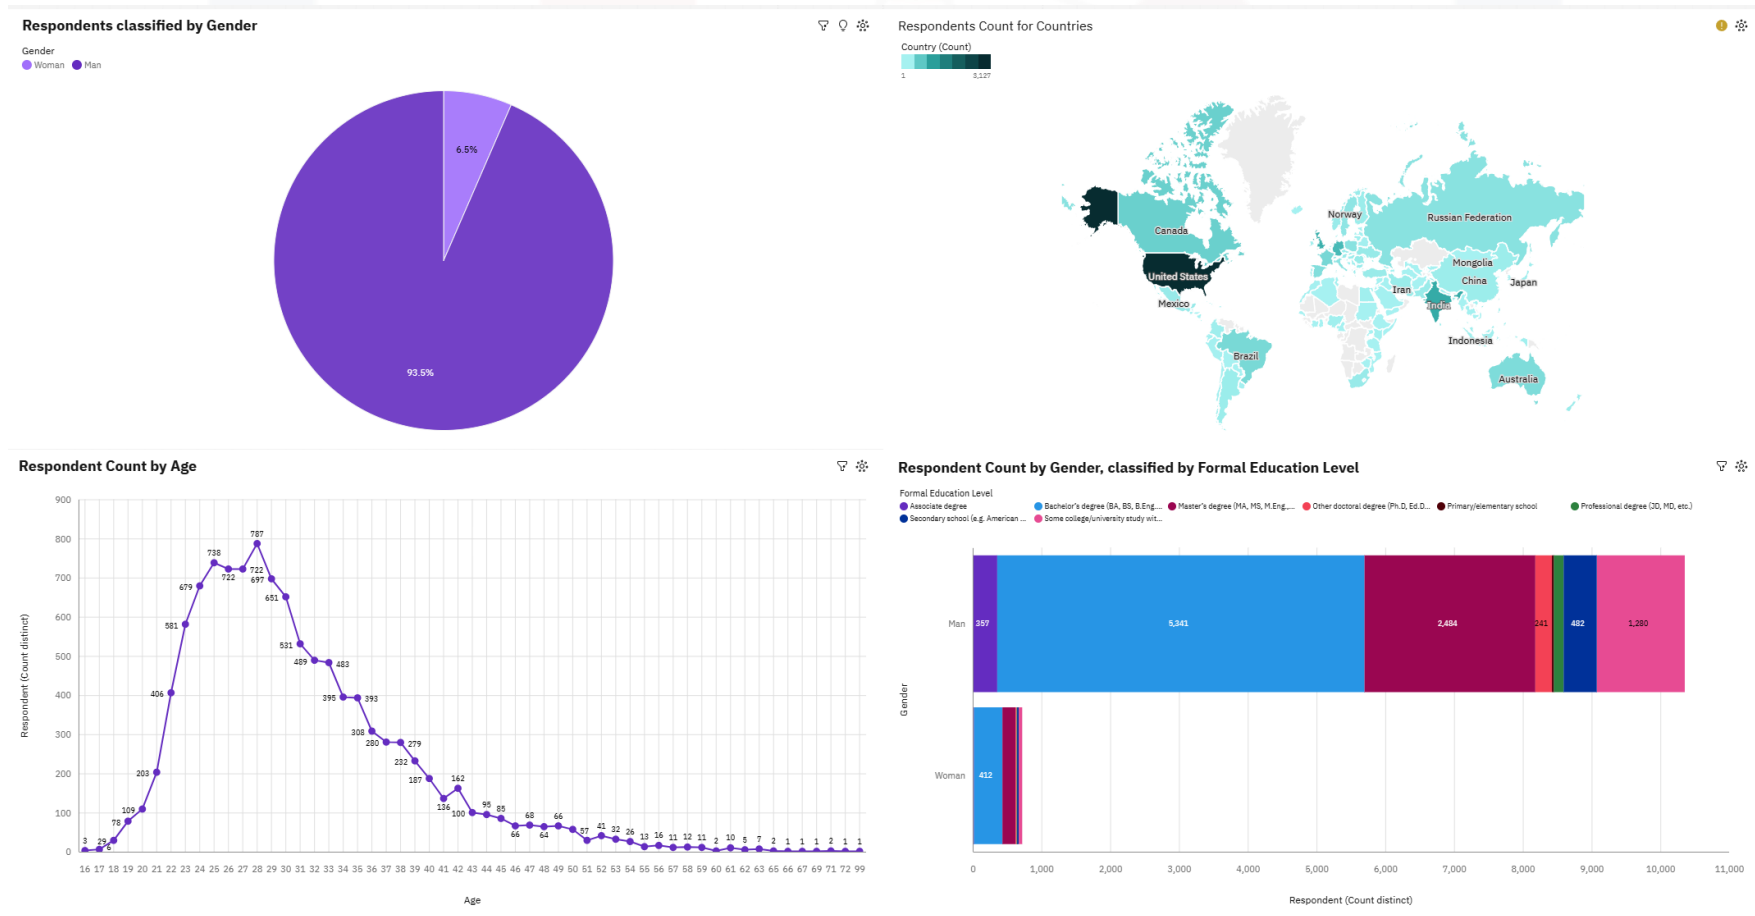 Respondents classified by Gender
Gender
Woman Man
6.5%
93.5%
Respondents Count for Countries
Country (Count)
1 3,127
Norway
Russian Federation
Canada
Mongolia
United States
China
Japan
Iran
Mexico
India
Indonesia
Brazil
Australia
Respondent Count by Age
Respondent (Count distinct)
900
800
700
600
500
400
300
200
100
0
3
6
29
78
109
203
406
581
679
738
722
722
787
697
651
531
489
483
395
393
308
280
279
232
187
136
162
100
95
85
66
68
64
66
57
41
32
26
13
16
11
12
11
2
10
5
7
2
1
1
1
2
1
1
16 17 18 19 20 21 22 23 24 25 26 27 28 29 30 31 32 33 34 35 36 37 38 39 40 41 42 43 44 45 46 47 48 49 50 51 52 53 54 55 56 57 58 59 60 61 62 63 65 66 67 69 71 72 99
Age
Respondent Count by Gender, classified by Formal Education Level
Formal Education Level
Associate degree Bachelor's degree (BA, BS, B.Eng.... Master's degree (MA, MS, M.Eng.,... Other doctoral degree (Ph.D, Ed.D... Primary/elementary school Professional degree (JD, MD, etc.)
Secondary school (e.g. American ... Some college/university study wit...
Gender
Man
357 5,341 2,484 241 482 1,280
Woman
412
0 1,000 2,000 3,000 4,000 5,000 6,000 7,000 8,000 9,000 10,000 11,000
Respondent (Count distinct)